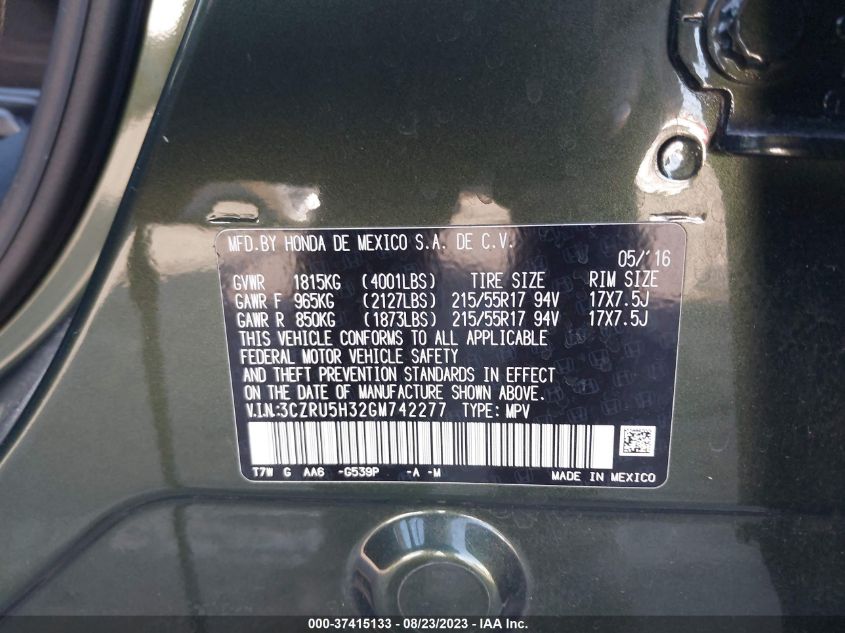 MFD.BY HONDA DE MEXICO S.A. DE C.V.
05/'16
GVWR 1815KG (4001LBS) TIRE SIZE RIM SIZE
GAWR F 965KG (2127LBS) 215/55R17 94V 17X7.5J
GAWR R 850KG (1873LBS) 215/55R17 94V 17X7.5J
THIS VEHICLE CONFORMS TO ALL APPLICABLE
FEDERAL MOTOR VEHICLE SAFETY
AND THEFT PREVENTION STANDARDS IN EFFECT
ON THE DATE OF MANUFACTURE SHOWN ABOVE.
V.I.N:3CZRU5H32GM742277 TYPE: MPV
T7W G AA6 -G539P -A -M
MADE IN MEXICO
000-37415133 - 08/23/2023 - IAA Inc.